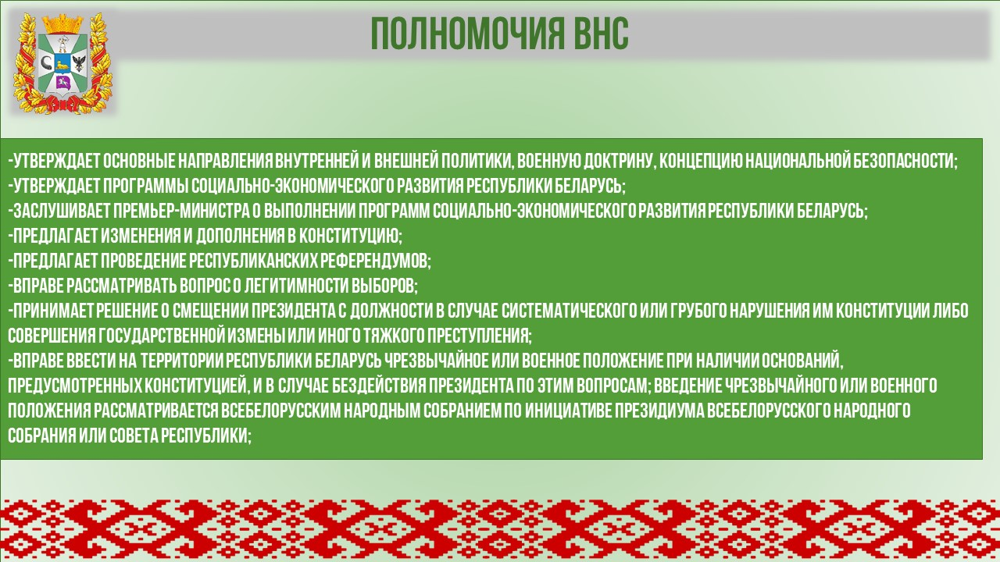 ПОЛНОМОЧИЯ ВНС
-УТВЕРЖДАЕТ ОСНОВНЫЕ НАПРАВЛЕНИЯ ВНУТРЕННЕЙ И ВНЕШНЕЙ ПОЛИТИКИ, ВОЕННУЮ ДОКТРИНУ, КОНЦЕПЦИЮ НАЦИОНАЛЬНОЙ БЕЗОПАСНОСТИ;
-УТВЕРЖДАЕТ ПРОГРАММЫ СОЦИАЛЬНО-ЭКОНОМИЧЕСКОГО РАЗВИТИЯ РЕСПУБЛИКИ БЕЛАРУСЬ;
-ЗАСЛУШИВАЕТ ПРЕМЬЕР-МИНИСТРА О ВЫПОЛНЕНИИ ПРОГРАММ СОЦИАЛЬНО-ЭКОНОМИЧЕСКОГО РАЗВИТИЯ РЕСПУБЛИКИ БЕЛАРУСЬ;
-ПРЕДЛАГАЕТ ИЗМЕНЕНИЯ И ДОПОЛНЕНИЯ В КОНСТИТУЦИЮ;
-ПРЕДЛАГАЕТ ПРОВЕДЕНИЕ РЕСПУБЛИКАНСКИХ РЕФЕРЕНДУМОВ;
-ВПРАВЕ РАССМАТРИВАТЬ ВОПРОС О ЛЕГИТИМНОСТИ ВЫБОРОВ;
-ПРИНИМАЕТ РЕШЕНИЕ О СМЕЩЕНИИ ПРЕЗИДЕНТА С ДОЛЖНОСТИ В СЛУЧАЕ СИСТЕМАТИЧЕСКОГО ИЛИ ГРУБОГО НАРУШЕНИЯ ИМ КОНСТИТУЦИИ ЛИБО
СОВЕРШЕНИЯ ГОСУДАРСТВЕННОЙ ИЗМЕНЫ ИЛИ ИНОГО ТЯЖКОГО ПРЕСТУПЛЕНИЯ;
-ВПРАВЕ ВВЕСТИ НА ТЕРРИТОРИИ РЕСПУБЛИКИ БЕЛАРУСЬ ЧРЕЗВЫЧАЙНОЕ ИЛИ ВОЕННОЕ ПОЛОЖЕНИЕ ПРИ НАЛИЧИИ ОСНОВАНИЙ,
ПРЕДУСМОТРЕННЫХ КОНСТИТУЦИЕЙ, И В СЛУЧАЕ БЕЗДЕЙСТВИЯ ПРЕЗИДЕНТА ПО ЭТИМ ВОПРОСАМ; ВВЕДЕНИЕ ЧРЕЗВЫЧАЙНОГО ИЛИ ВОЕННОГО
ПОЛОЖЕНИЯ РАССМАТРИВАЕТСЯ ВСЕБЕЛОРУССКИМ НАРОДНЫМ СОБРАНИЕМ ПО ИНИЦИАТИВЕ ПРЕЗИДИУМА ВСЕБЕЛОРУССКОГО НАРОДНОГО
СОБРАНИЯ ИЛИ СОВЕТА РЕСПУБЛИКИ;